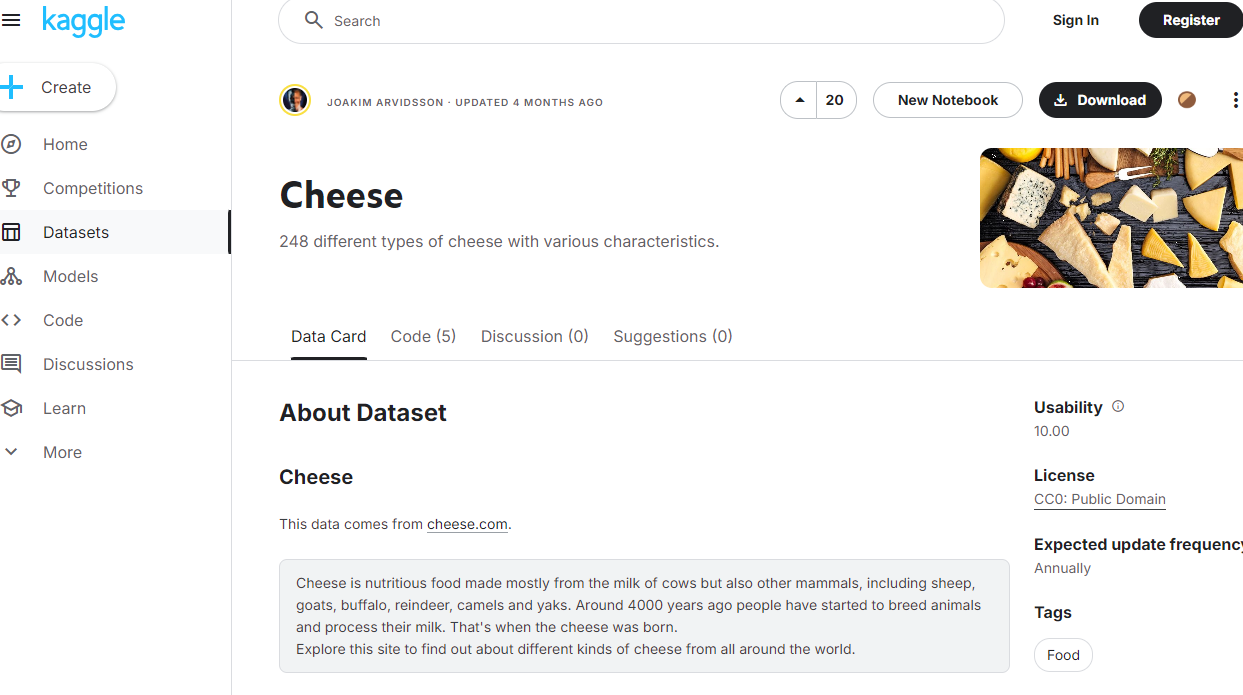 kaggle
Search
Sign In
Register
Create
JOAKIM ARVIDSSON · UPDATED 4 MONTHS AGO
20
New Notebook
Download
Home
Competitions
Datasets
Models
Code
Discussions
Learn
More
Cheese
248 different types of cheese with various characteristics.
Data Card
Code (5)
Discussion (0)
Suggestions (0)
About Dataset
Cheese
This data comes from cheese.com.
Cheese is nutritious food made mostly from the milk of cows but also other mammals, including sheep,
goats, buffalo, reindeer, camels and yaks. Around 4000 years ago people have started to breed animals
and process their milk. That's when the cheese was born.
Explore this site to find out about different kinds of cheese from all around the world.
Usability
10.00
License
CC0: Public Domain
Expected update frequency
Annually
Tags
Food